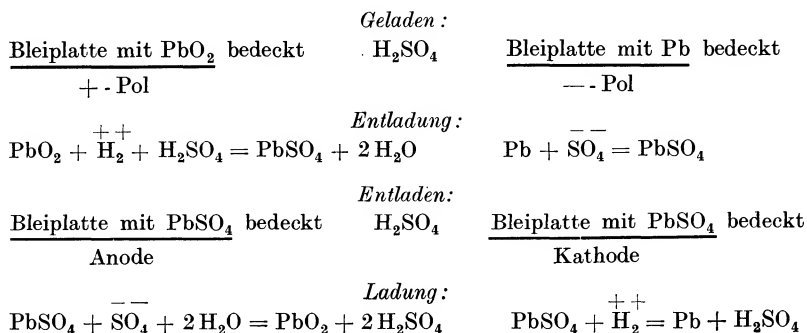 Geladen:
Bleiplatte mit PbO₂ bedeckt H₂SO₄ Bleiplatte mit Pb bedeckt
+ - Pol — - Pol
Entladung:
PbO₂ + H₂⁺⁺ + H₂SO₄ = PbSO₄ + 2 H₂O Pb + SO₄⁻⁻ = PbSO₄
Entladen:
Bleiplatte mit PbSO₄ bedeckt H₂SO₄ Bleiplatte mit PbSO₄ bedeckt
Anode Kathode
Ladung:
PbSO₄ + SO₄⁻⁻ + 2 H₂O = PbO₂ + 2 H₂SO₄ PbSO₄ + H₂⁺⁺ = Pb + H₂SO₄